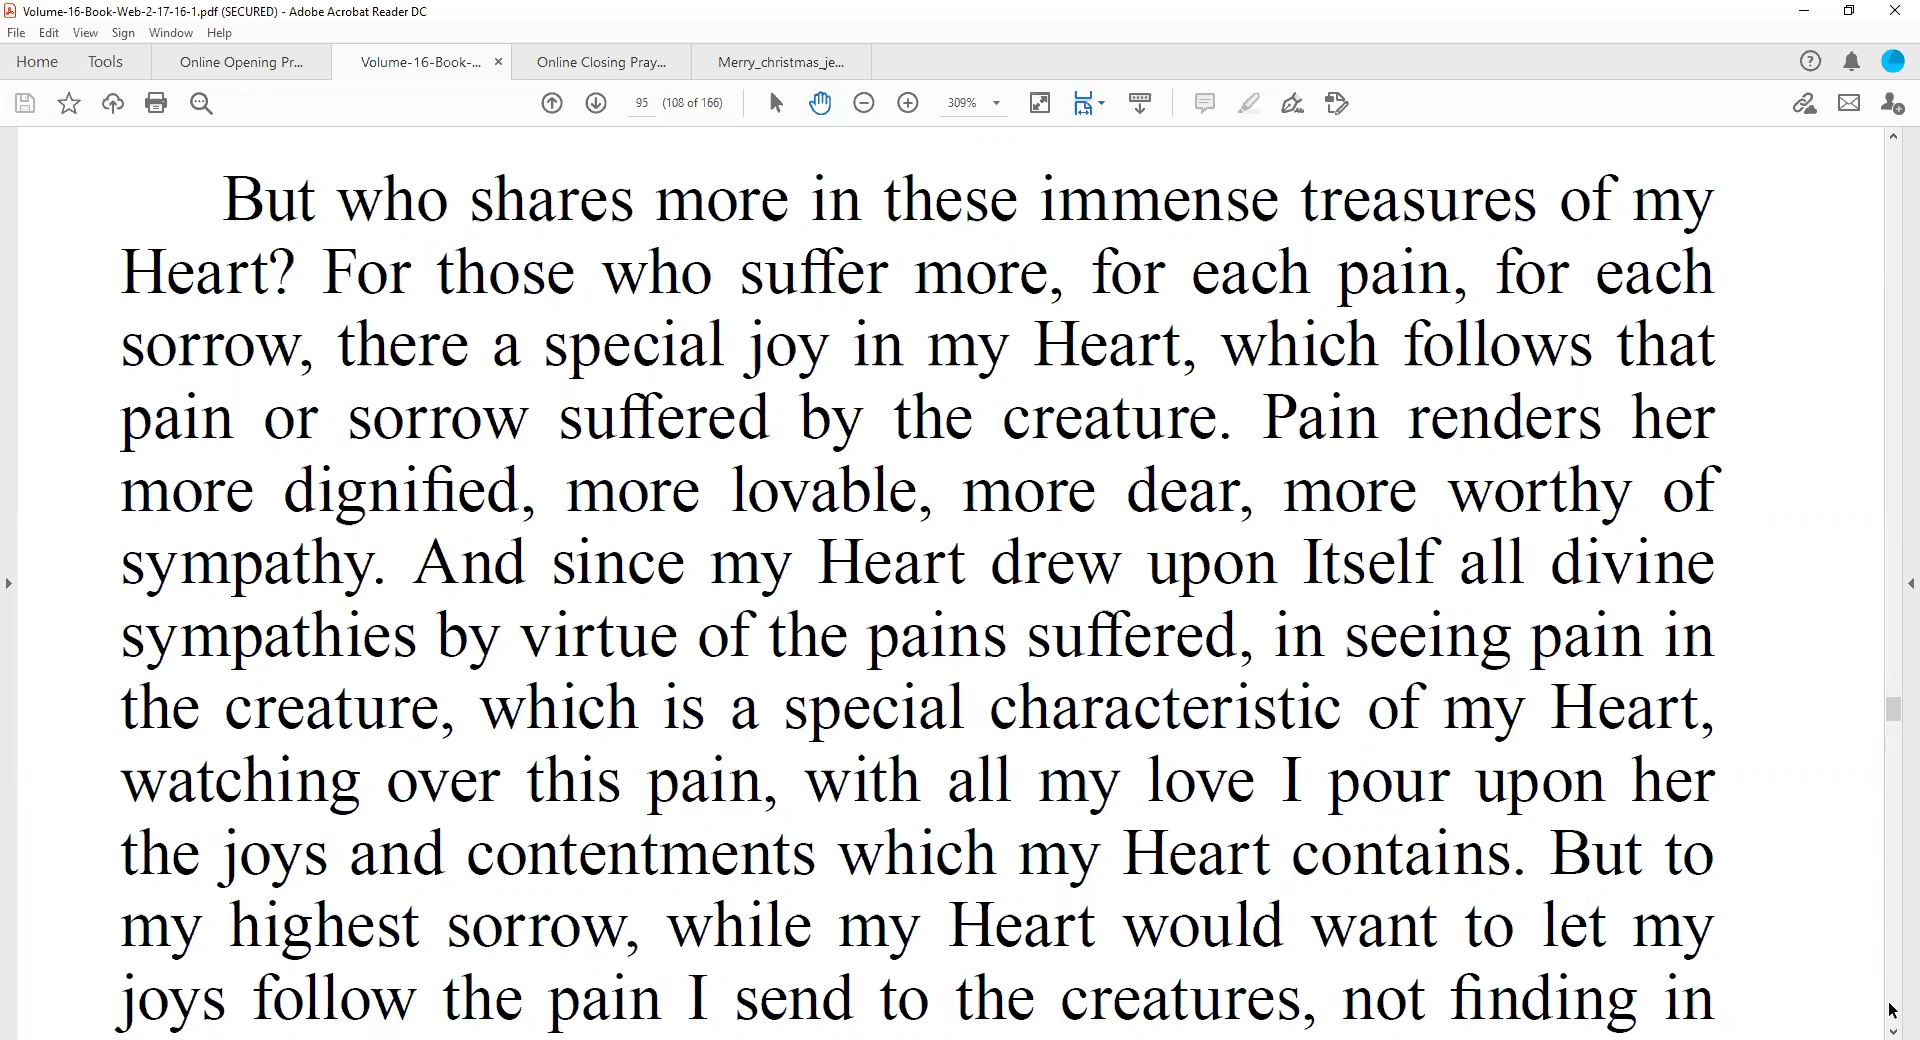 Volume-16-Book-Web-2-17-16-1.pdf (SECURED) - Adobe Acrobat Reader DC
File Edit View Sign Window Help
Home Tools Online Opening Pr... Volume-16-Book-... × Online Closing Pray... Merry_christmas_je...
95 (108 of 166) 309%
But who shares more in these immense treasures of my
Heart? For those who suffer more, for each pain, for each
sorrow, there a special joy in my Heart, which follows that
pain or sorrow suffered by the creature. Pain renders her
more dignified, more lovable, more dear, more worthy of
sympathy. And since my Heart drew upon Itself all divine
sympathies by virtue of the pains suffered, in seeing pain in
the creature, which is a special characteristic of my Heart,
watching over this pain, with all my love I pour upon her
the joys and contentments which my Heart contains. But to
my highest sorrow, while my Heart would want to let my
joys follow the pain I send to the creatures, not finding in